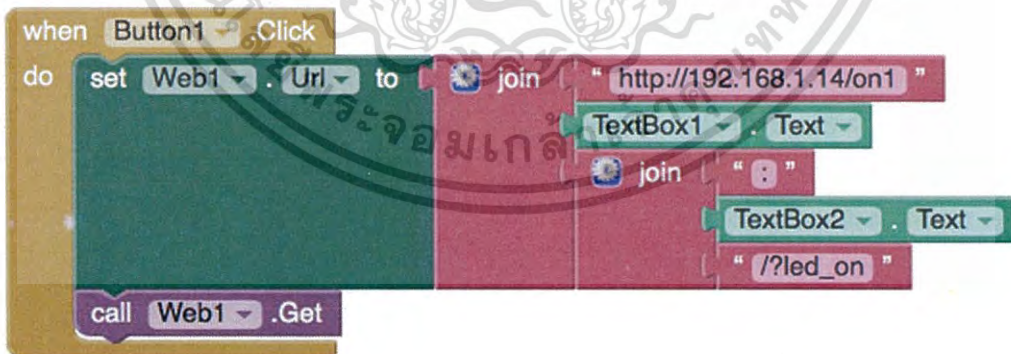 when Button1 .Click
do set Web1 . Url to join " http://192.168.1.14/on1 "
TextBox1 . Text
join " : "
TextBox2 . Text
" /?led_on "
call Web1 .Get